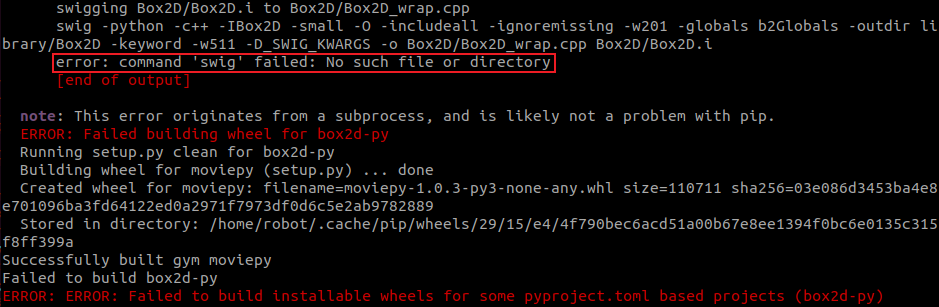 swigging Box2D/Box2D.i to Box2D/Box2D_wrap.cpp
swig -python -c++ -IBox2D -small -O -includeall -ignoremissing -w201 -globals b2Globals -outdir li
brary/Box2D -keyword -w511 -D_SWIG_KWARGS -o Box2D/Box2D_wrap.cpp Box2D/Box2D.i
error: command 'swig' failed: No such file or directory
[end of output]
note: This error originates from a subprocess, and is likely not a problem with pip.
ERROR: Failed building wheel for box2d-py
Running setup.py clean for box2d-py
Building wheel for moviepy (setup.py) ... done
Created wheel for moviepy: filename=moviepy-1.0.3-py3-none-any.whl size=110711 sha256=03e086d3453ba4e8
e701096ba3fd64122ed0a2971f7973df0d6c5e2ab9782889
Stored in directory: /home/robot/.cache/pip/wheels/29/15/e4/4f790bec6acd51a00b67e8ee1394f0bc6e0135c315
f8ff399a
Successfully built gym moviepy
Failed to build box2d-py
ERROR: ERROR: Failed to build installable wheels for some pyproject.toml based projects (box2d-py)